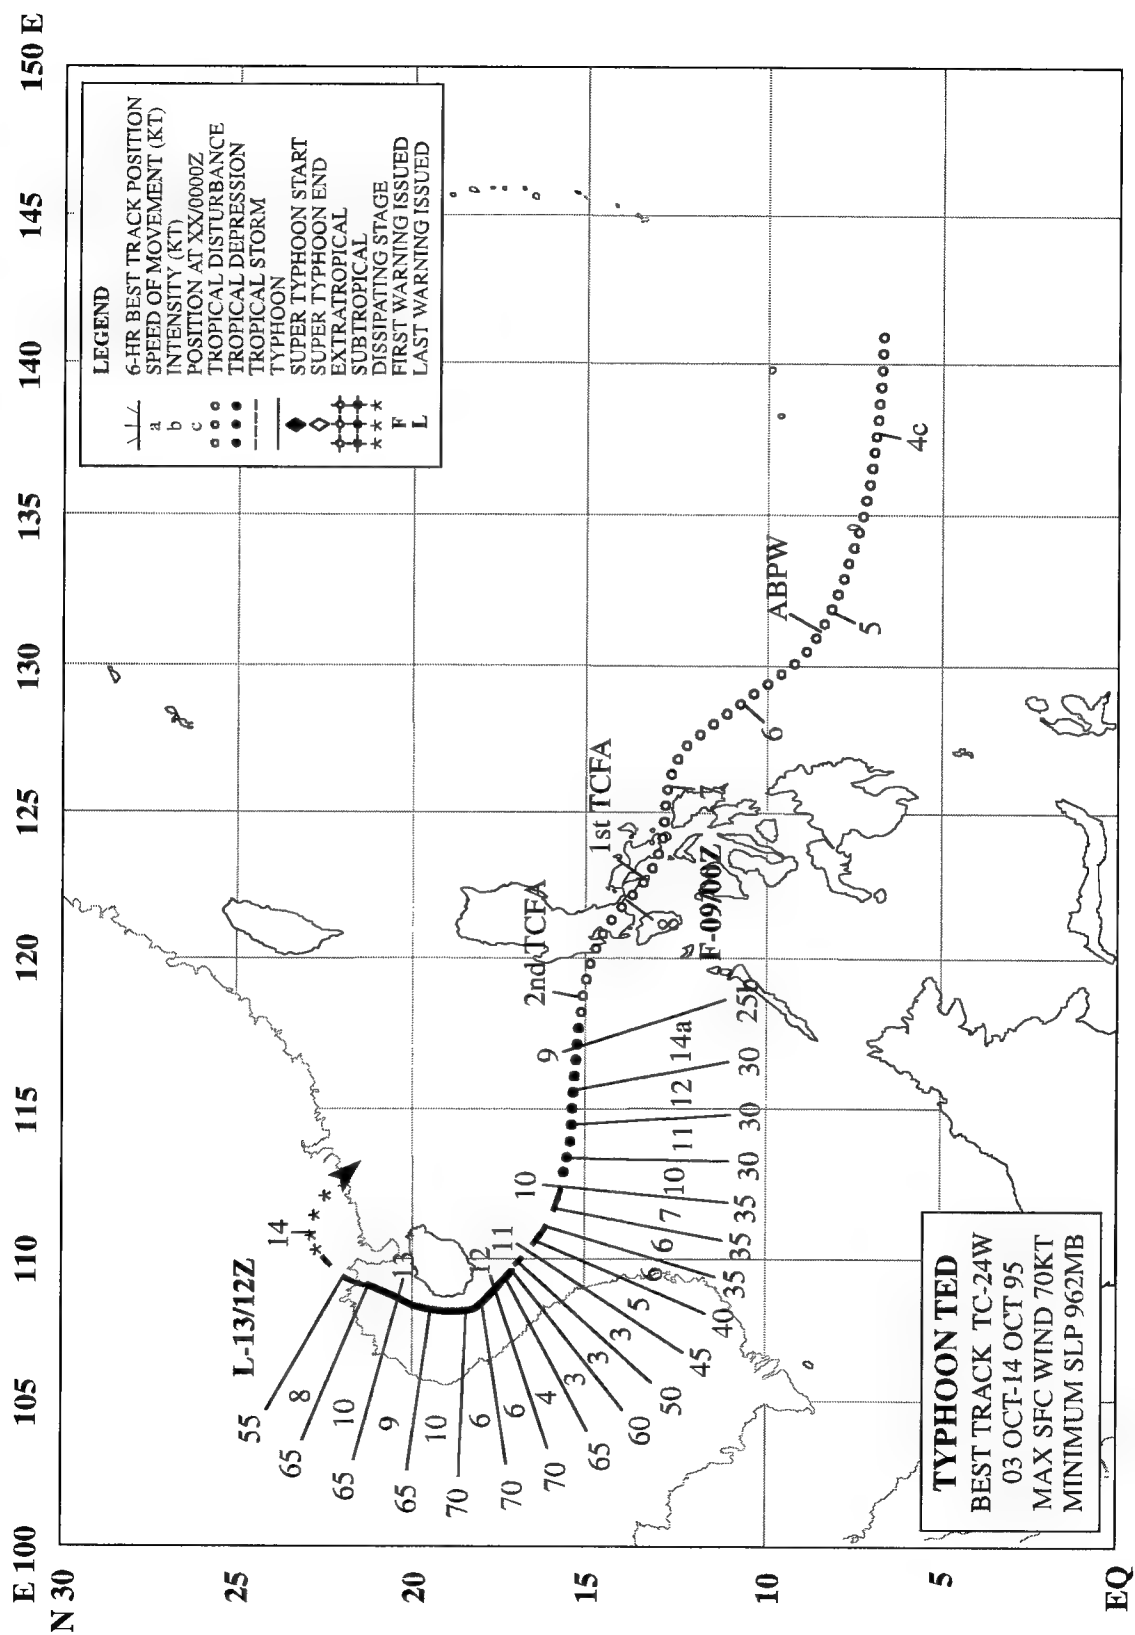 N 30
25
20
15
10
5
EQ
E 100
105
110
115
120
125
130
135
140
145
150 E
LEGEND
6-HR BEST TRACK POSITION
a SPEED OF MOVEMENT (KT)
b INTENSITY (KT)
c POSITION AT XX/0000Z
TROPICAL DISTURBANCE
TROPICAL DEPRESSION
TROPICAL STORM
TYPHOON
SUPER TYPHOON START
SUPER TYPHOON END
EXTRATROPICAL
SUBTROPICAL
*** DISSIPATING STAGE
F FIRST WARNING ISSUED
L LAST WARNING ISSUED
L-13/12Z
14
13
12
11
10
9
2nd TCFA
1st TCFA
8
F-09/00Z
6
ABPW
5
4c
55
8
65
10
65
9
65
10
70
6
70
6
70
4
65
3
60
3
50
3
45
5
40
6
35
6
35
7
35
10
30
11
30
12
30
14a
25b
TYPHOON TED
BEST TRACK TC-24W
03 OCT-14 OCT 95
MAX SFC WIND 70KT
MINIMUM SLP 962MB